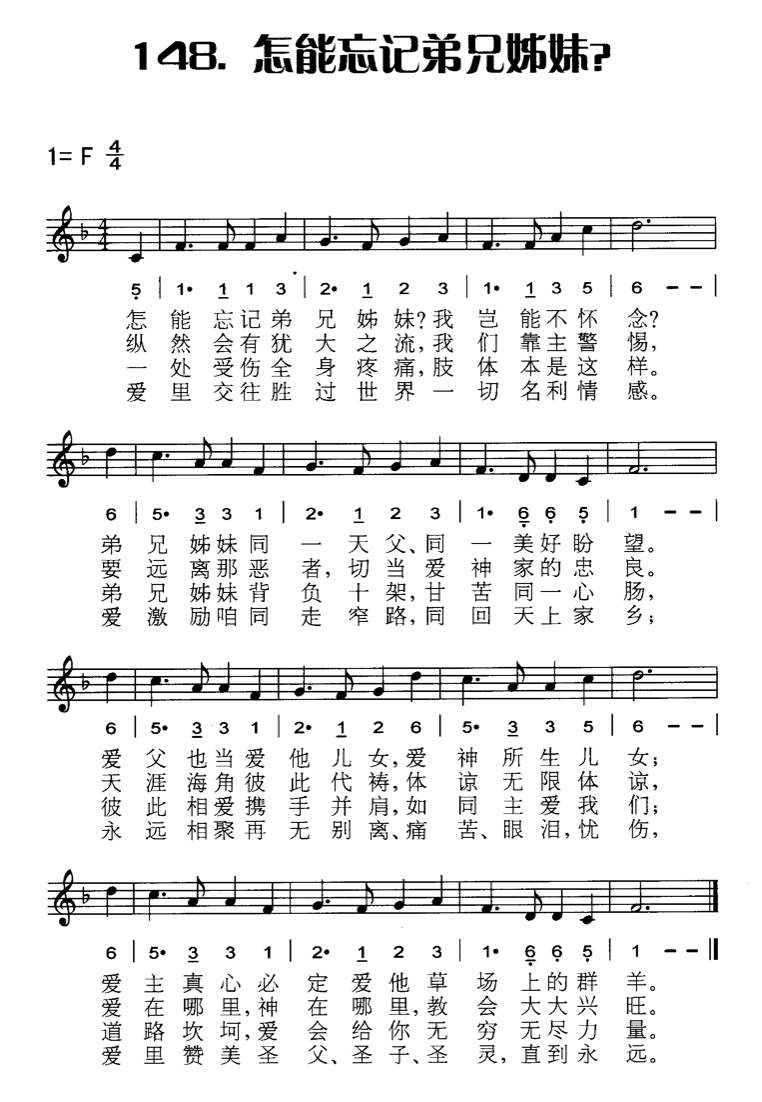 148. 怎能忘记弟兄姊妹?
1= F 4/4
5̣ | 1• 1̲ 1 3 | 2• 1̲ 2 3 | 1• 1̲ 3 5 | 6 – – |
怎能忘记弟兄姊妹?我岂能不怀念?
纵然会有犹大之流,我们靠主警惕,
一处受伤全身疼痛,肢体本是这样。
爱里交往胜过世界一切名利情感。
6 | 5• 3̲ 3 1 | 2• 1̲ 2 3 | 1• 6̣̲ 6̣ 5̣ | 1 – – |
弟兄姊妹同一天父、同一美好盼望。
要远离那恶者,切当爱神家的忠良。
弟兄姊妹背负十架,甘苦同一心肠,
爱激励咱同走窄路,同回天上家乡;
6 | 5• 3̲ 3 1 | 2• 1̲ 2 6 | 5• 3̲ 3 5 | 6 – – |
爱父也当爱他儿女,爱神所生儿女;
天涯海角彼此代祷,体谅无限体谅,
彼此相爱携手并肩,如同主爱我们;
永远相聚再无别离、痛苦、眼泪,忧伤,
6 | 5• 3̲ 3 1 | 2• 1̲ 2 3 | 1• 6̣̲ 6̣ 5̣ | 1 – – ‖
爱主真心必定爱他草场上的群羊。
爱在哪里,神在哪里,教会大大兴旺。
道路坎坷,爱会给你无穷无尽力量。
爱里赞美圣父、圣子、圣灵,直到永远。